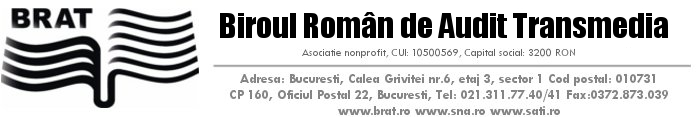 BRAT
Biroul Român de Audit Transmedia
Asociatie nonprofit, CUI: 10500569, Capital social: 3200 RON
Adresa: Bucuresti, Calea Grivitei nr.6, etaj 3, sector 1 Cod postal: 010731
CP 160, Oficiul Postal 22, Bucuresti, Tel: 021.311.77.40/41 Fax:0372.873.039
www.brat.ro www.sna.ro www.sati.ro